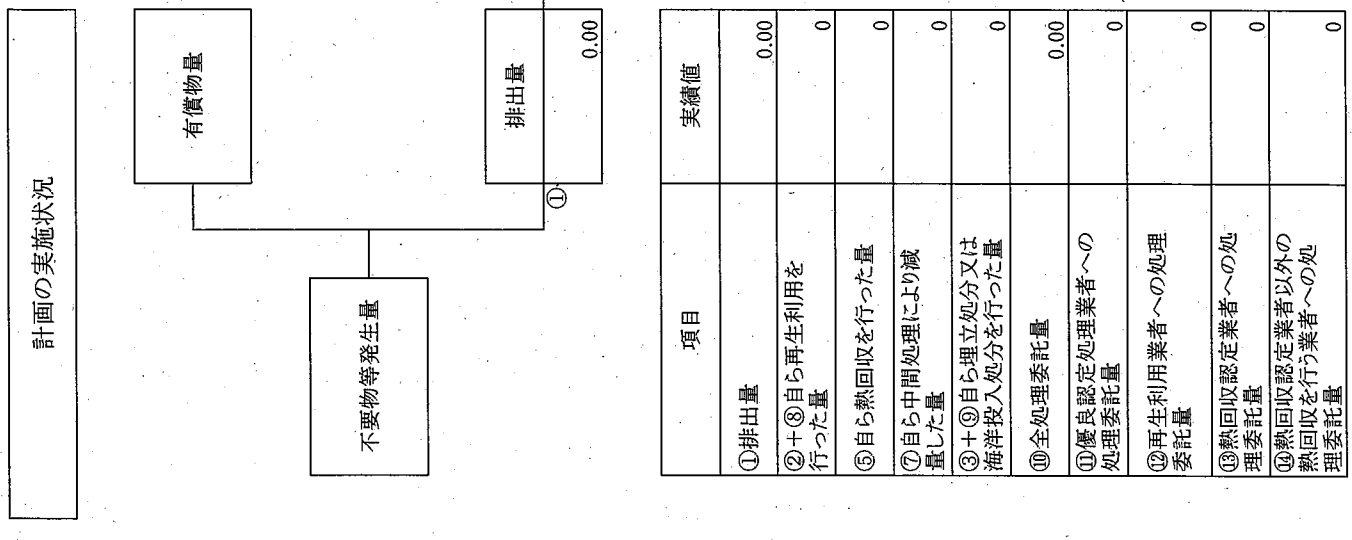 計画の実施状況
有償物量
不要物等発生量
排出量
①
0.00
項目 実績値
①排出量 0.00
②+⑧自ら再生利用を
行った量 0
⑤自ら熱回収を行った量 0
⑦自ら中間処理により減
量した量 0
③+⑨自ら埋立処分又は
海洋投入処分を行った量 0
⑩全処理委託量 0.00
⑪優良認定処理業者への
処理委託量 0
⑫再生利用業者への処理
委託量 0
⑬熱回収認定業者への処
理委託量 0
⑭熱回収認定業者以外の
熱回収を行う業者への処
理委託量 0